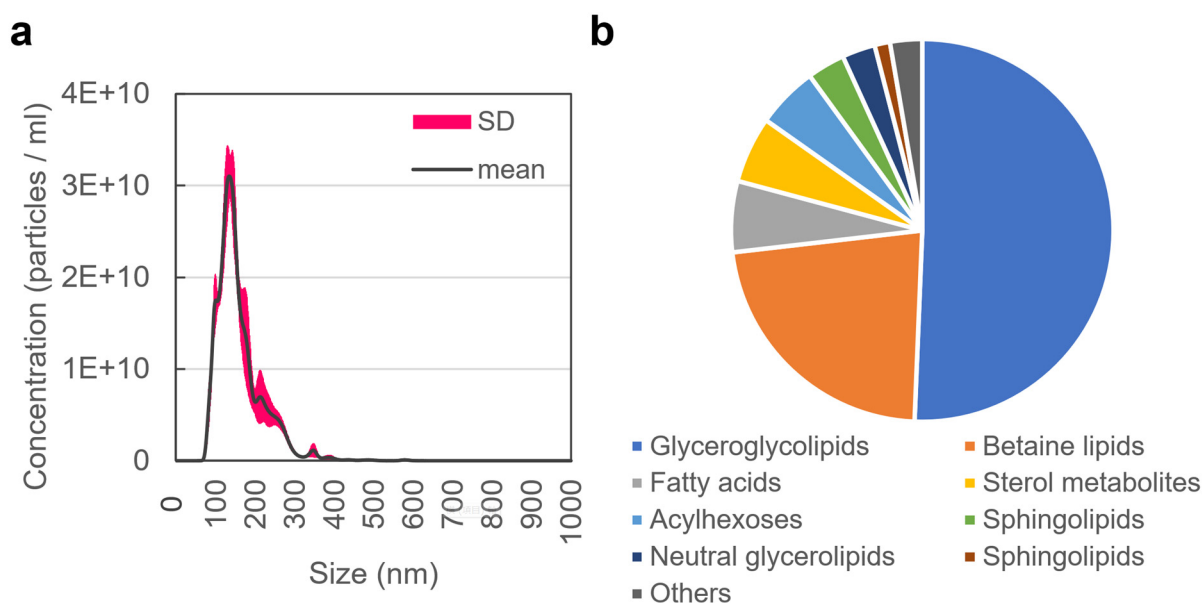 a
b
4E+10
3E+10
2E+10
1E+10
0
Concentration (particles / ml)
SD
mean
0
100
200
300
400
500
600
700
800
900
1000
Size (nm)
Glyceroglycolipids
Betaine lipids
Fatty acids
Sterol metabolites
Acylhexoses
Sphingolipids
Neutral glycerolipids
Sphingolipids
Others